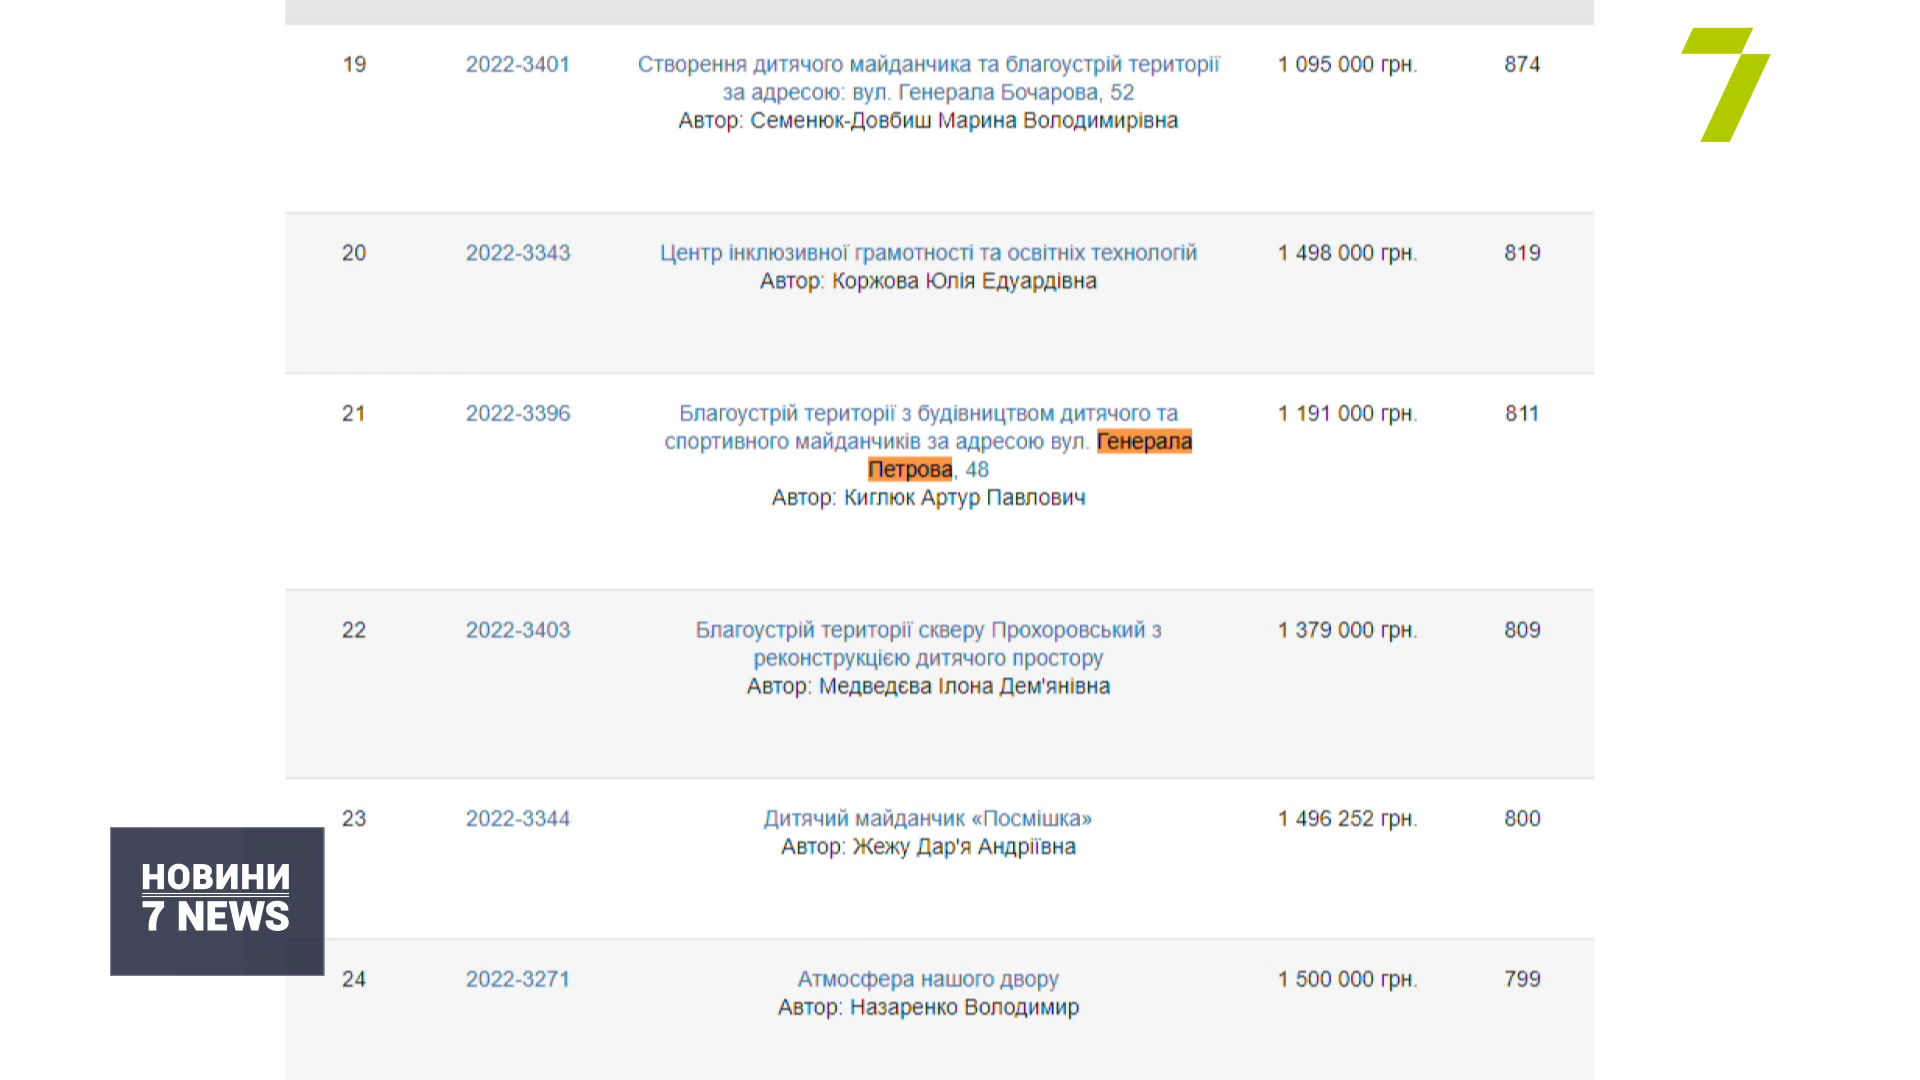 19 2022-3401 Створення дитячого майданчика та благоустрій території 1 095 000 грн. 874
за адресою: вул. Генерала Бочарова, 52
Автор: Семенюк-Довбиш Марина Володимирівна
20 2022-3343 Центр інклюзивної грамотності та освітніх технологій 1 498 000 грн. 819
Автор: Коржова Юлія Едуардівна
21 2022-3396 Благоустрій території з будівництвом дитячого та 1 191 000 грн. 811
спортивного майданчиків за адресою вул. Генерала
Петрова, 48
Автор: Киглюк Артур Павлович
22 2022-3403 Благоустрій території скверу Прохоровський з 1 379 000 грн. 809
реконструкцією дитячого простору
Автор: Медведєва Ілона Дем'янівна
23 2022-3344 Дитячий майданчик «Посмішка» 1 496 252 грн. 800
Автор: Жежу Дар'я Андріївна
24 2022-3271 Атмосфера нашого двору 1 500 000 грн. 799
Автор: Назаренко Володимир
7
НОВИНИ
7 NEWS